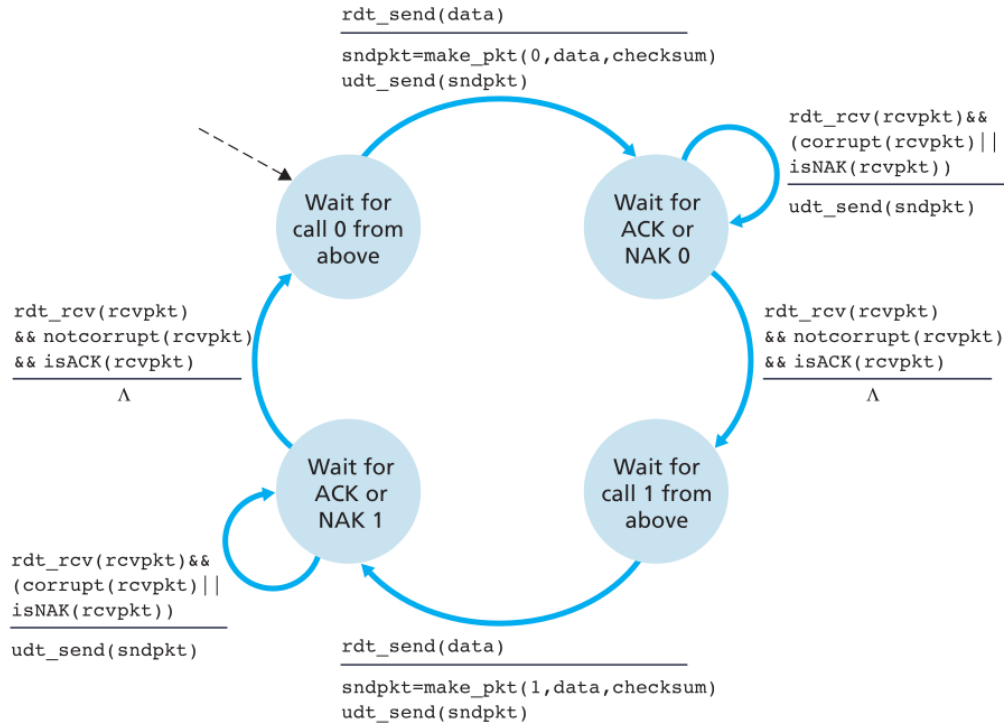 rdt_send(data)
sndpkt=make_pkt(0,data,checksum)
udt_send(sndpkt)
rdt_rcv(rcvpkt)&&
(corrupt(rcvpkt)||
isNAK(rcvpkt))
udt_send(sndpkt)
Wait for
call 0 from
above
Wait for
ACK or
NAK 0
rdt_rcv(rcvpkt)
&& notcorrupt(rcvpkt)
&& isACK(rcvpkt)
Λ
rdt_rcv(rcvpkt)
&& notcorrupt(rcvpkt)
&& isACK(rcvpkt)
Λ
Wait for
ACK or
NAK 1
Wait for
call 1 from
above
rdt_rcv(rcvpkt)&&
(corrupt(rcvpkt)||
isNAK(rcvpkt))
udt_send(sndpkt)
rdt_send(data)
sndpkt=make_pkt(1,data,checksum)
udt_send(sndpkt)